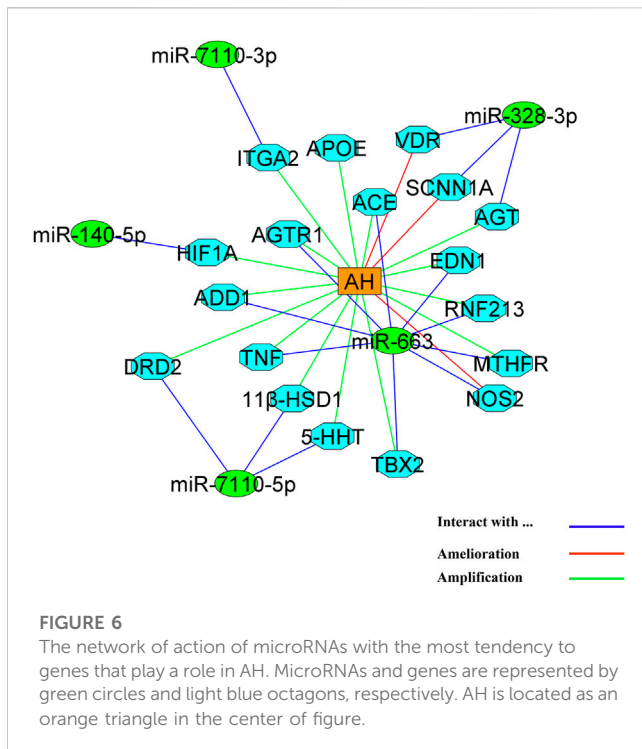 miR-7110-3p
miR-328-3p
APOE
VDR
ITGA2
SCNN1A
ACE
AGT
miR-140-5p
AGTR1
HIF1A
EDN1
AH
ADD1
RNF213
miR-663
TNF
MTHFR
DRD2
NOS2
11β-HSD1
5-HHT
TBX2
miR-7110-5p
Interact with ...
Amelioration
Amplification
FIGURE 6
The network of action of microRNAs with the most tendency to
genes that play a role in AH. MicroRNAs and genes are represented by
green circles and light blue octagons, respectively. AH is located as an
orange triangle in the center of figure.